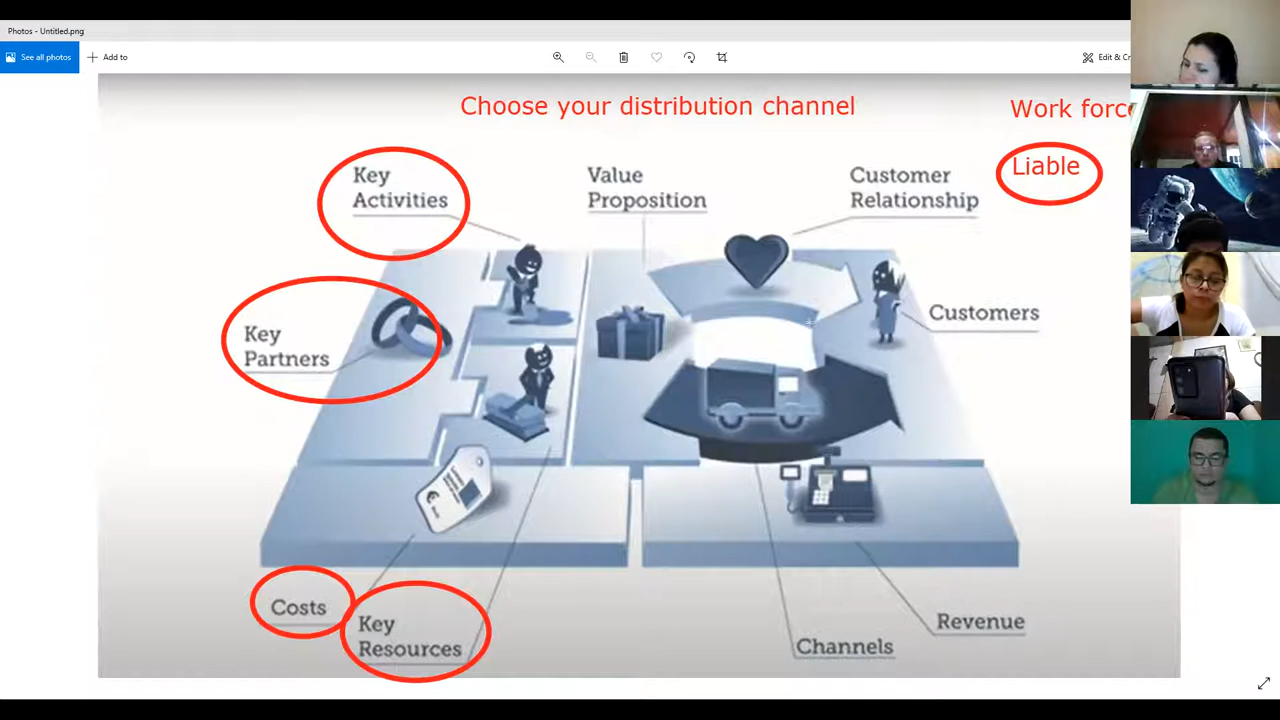 Photos - Untitled.png
See all photos
Add to
Edit & Cr
Choose your distribution channel
Work force
Liable
Key
Activities
Value
Proposition
Customer
Relationship
Key
Partners
Customers
Costs
Key
Resources
Channels
Revenue